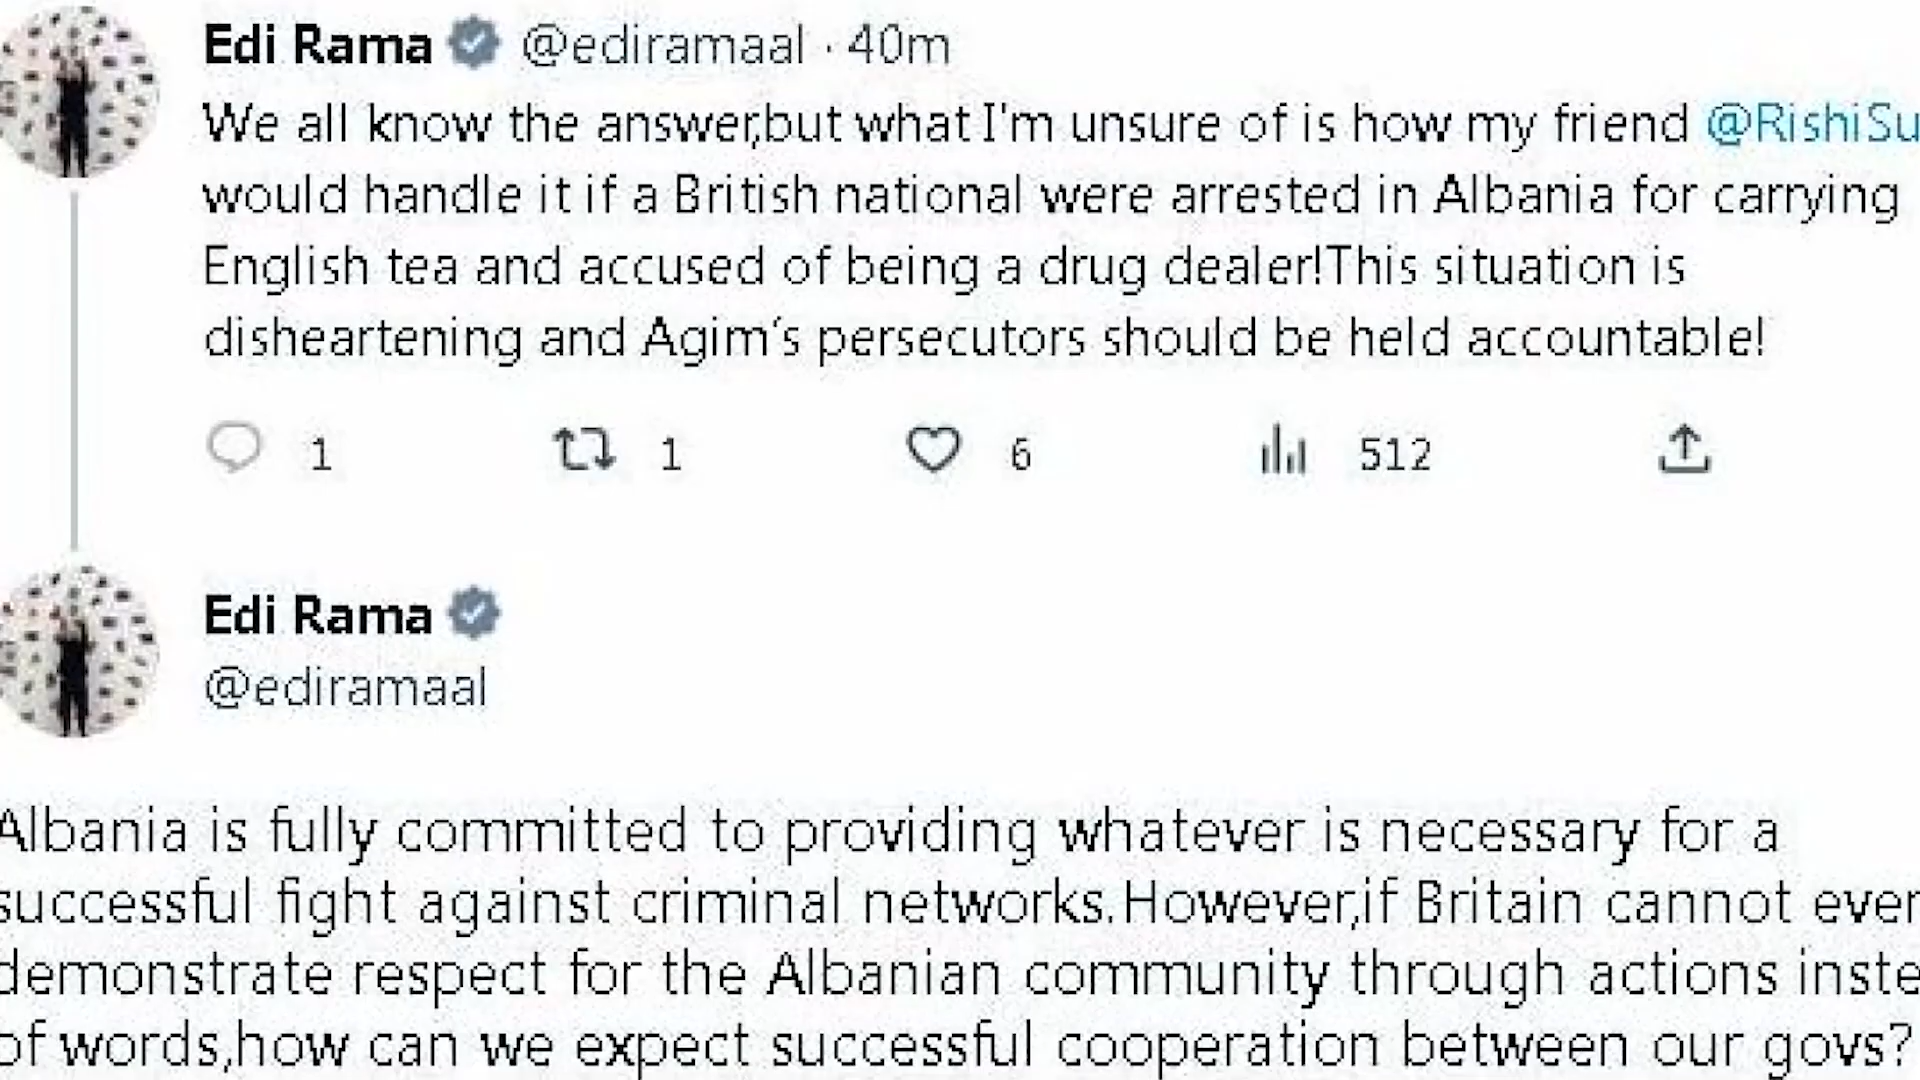 Edi Rama @ediramaal · 40m
We all know the answer,but what I'm unsure of is how my friend @RishiSu
would handle it if a British national were arrested in Albania for carrying
English tea and accused of being a drug dealer!This situation is
disheartening and Agim's persecutors should be held accountable!
1 1 6 512
Edi Rama
@ediramaal
Albania is fully committed to providing whatever is necessary for a
successful fight against criminal networks.However,if Britain cannot even
demonstrate respect for the Albanian community through actions inste
of words,how can we expect successful cooperation between our govs?